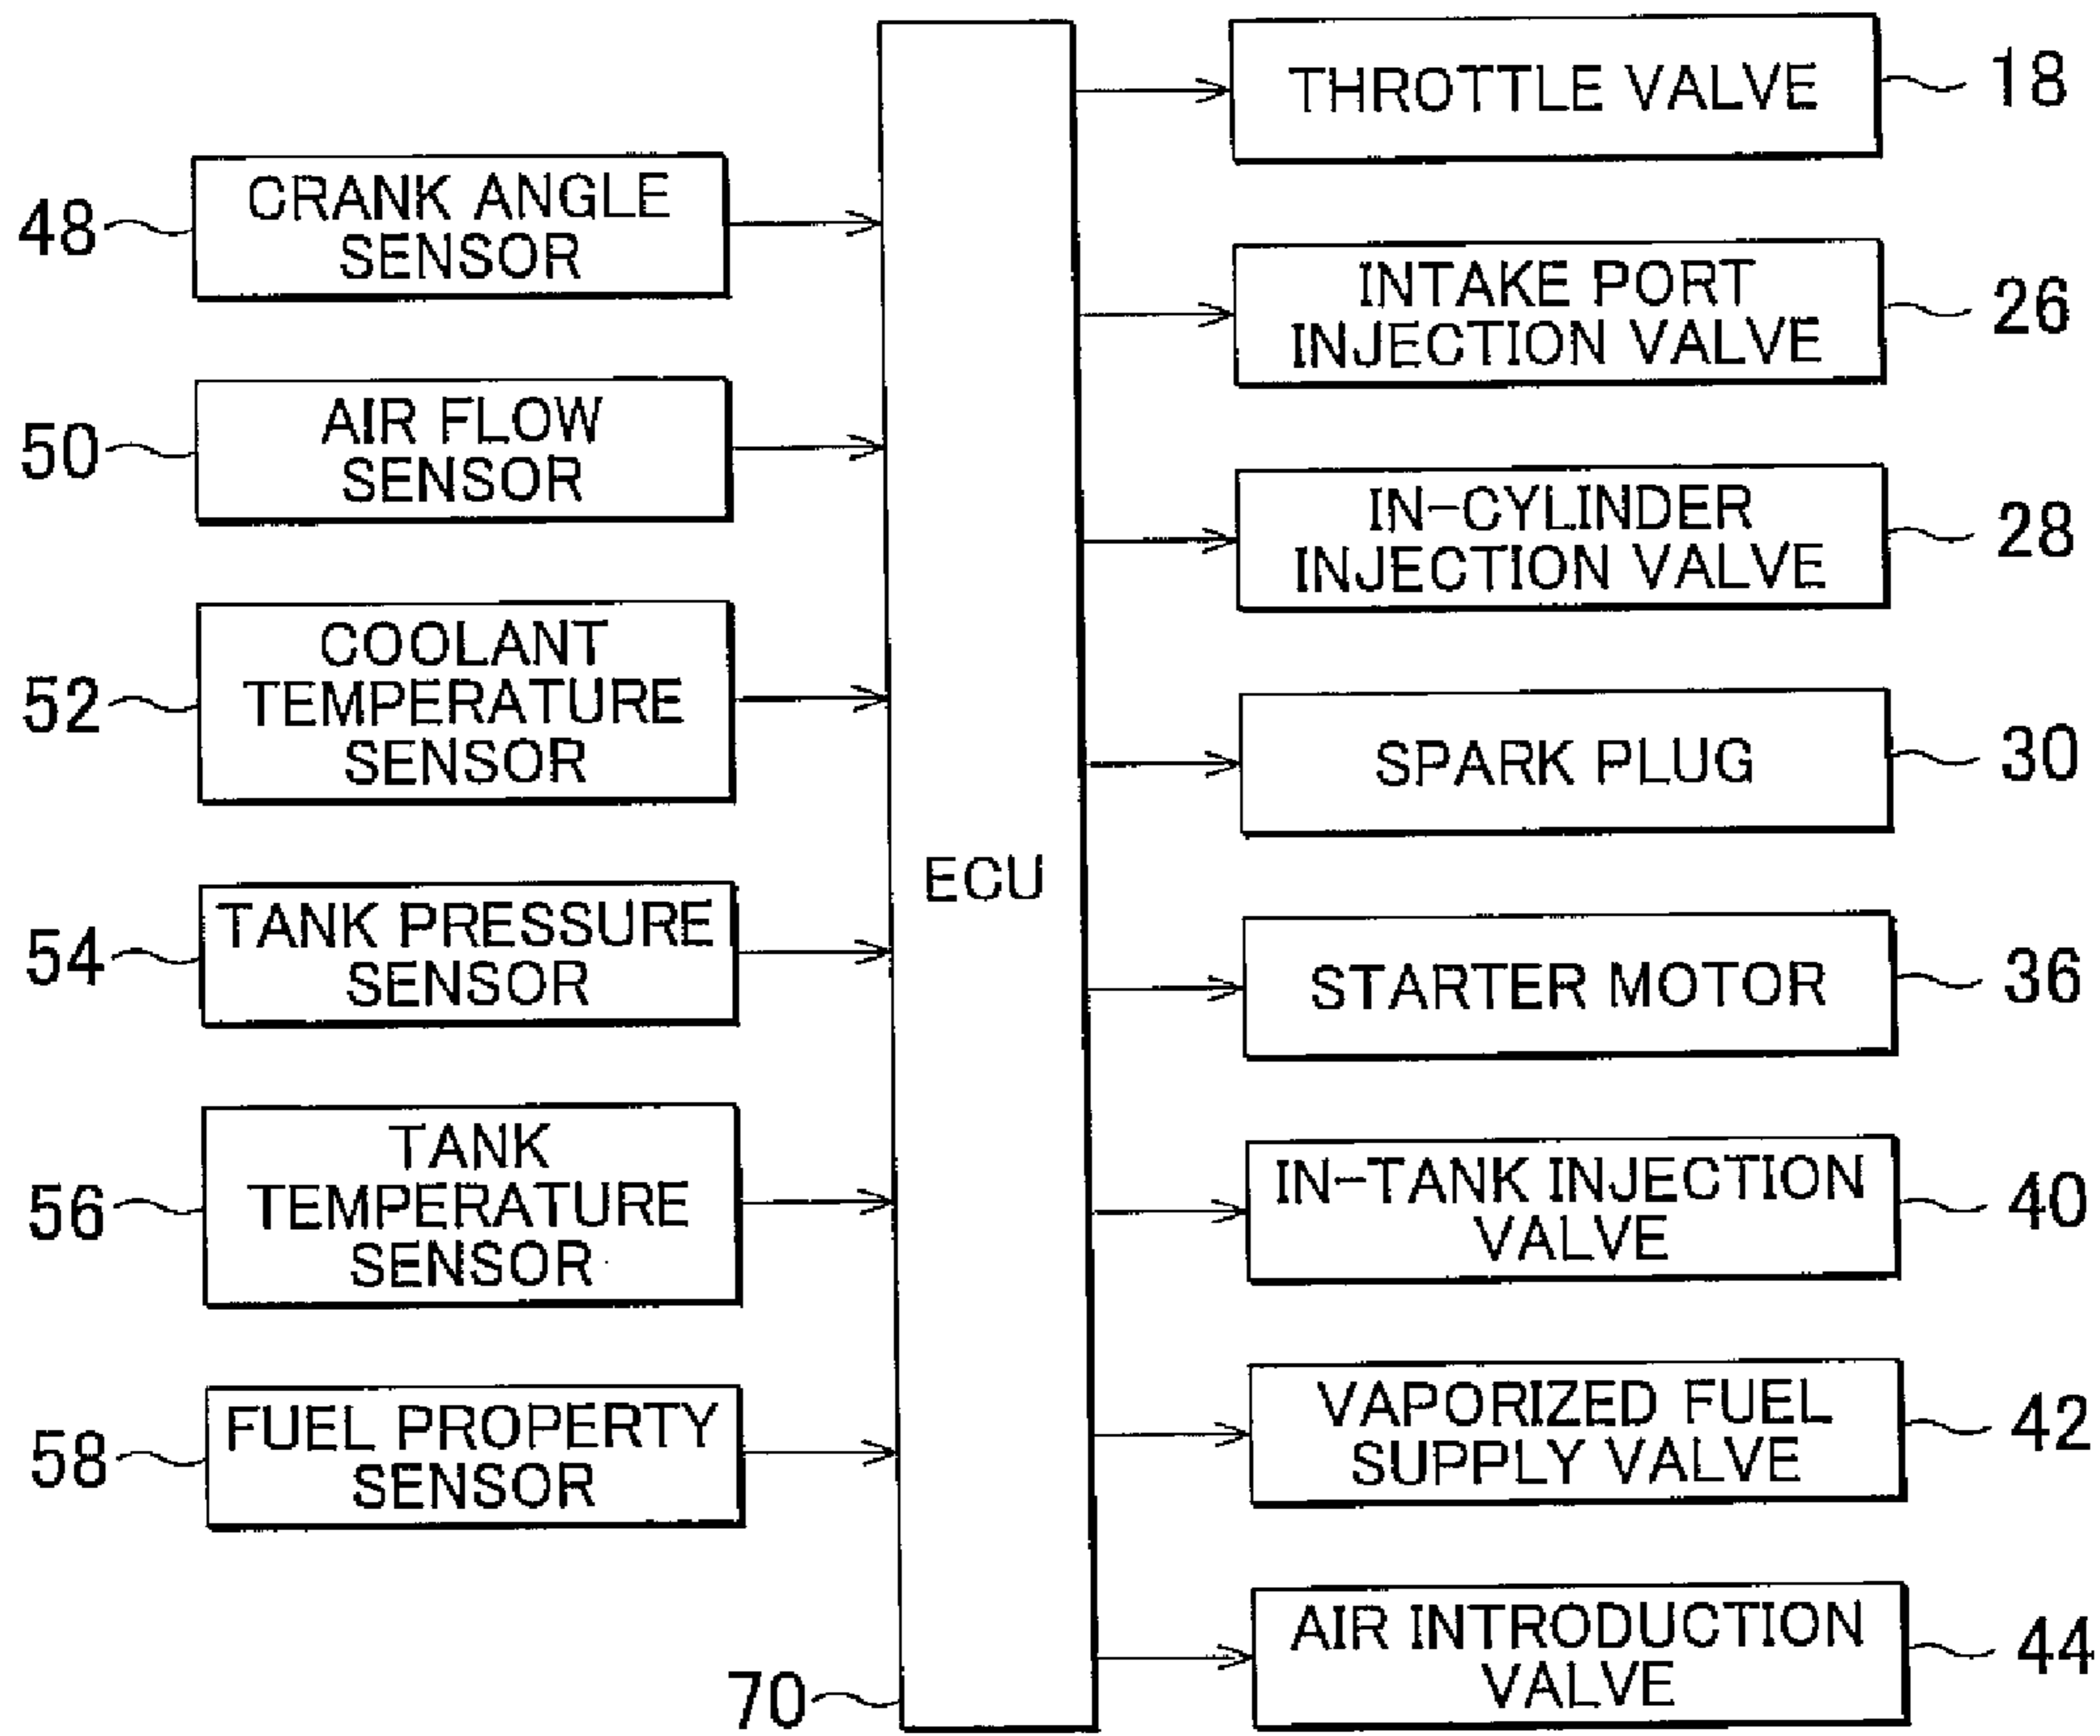 48
CRANK ANGLE
SENSOR
50
AIR FLOW
SENSOR
52
COOLANT
TEMPERATURE
SENSOR
54
TANK PRESSURE
SENSOR
56
TANK
TEMPERATURE
SENSOR
58
FUEL PROPERTY
SENSOR
ECU
70
THROTTLE VALVE
18
INTAKE PORT
INJECTION VALVE
26
IN-CYLINDER
INJECTION VALVE
28
SPARK PLUG
30
STARTER MOTOR
36
IN-TANK INJECTION
VALVE
40
VAPORIZED FUEL
SUPPLY VALVE
42
AIR INTRODUCTION
VALVE
44